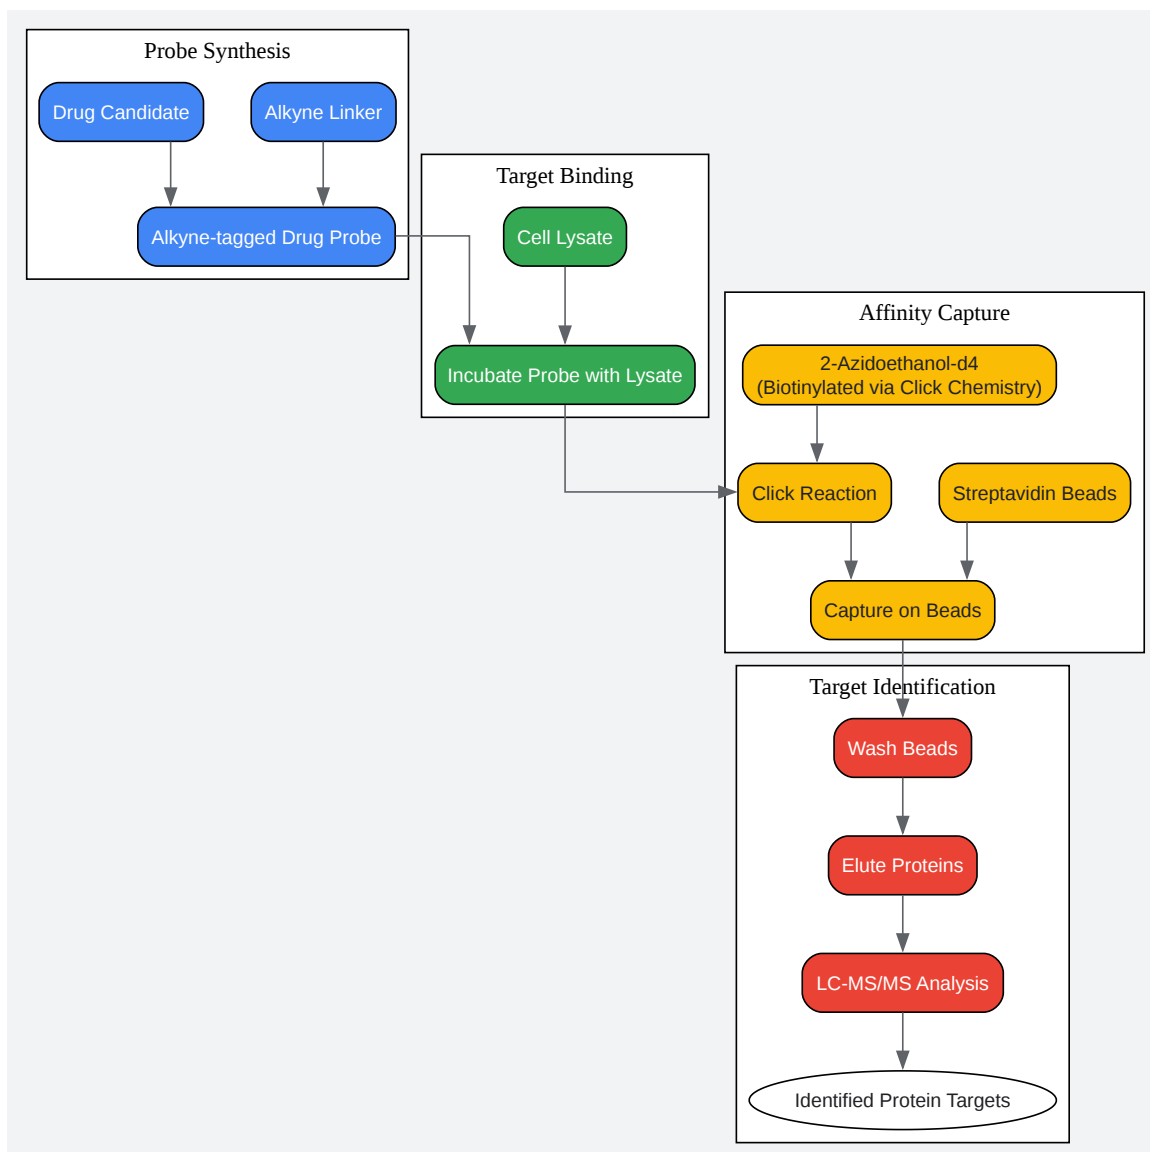 Probe Synthesis
Drug Candidate
Alkyne Linker
Alkyne-tagged Drug Probe
Target Binding
Cell Lysate
Incubate Probe with Lysate
Affinity Capture
2-Azidoethanol-d4
(Biotinylated via Click Chemistry)
Click Reaction
Streptavidin Beads
Capture on Beads
Target Identification
Wash Beads
Elute Proteins
LC-MS/MS Analysis
Identified Protein Targets